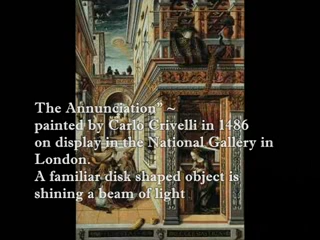 The Annunciation” ~
painted by Carlo Crivelli in 1486
on display in the National Gallery in
London.
A familiar disk shaped object is
shining a beam of light